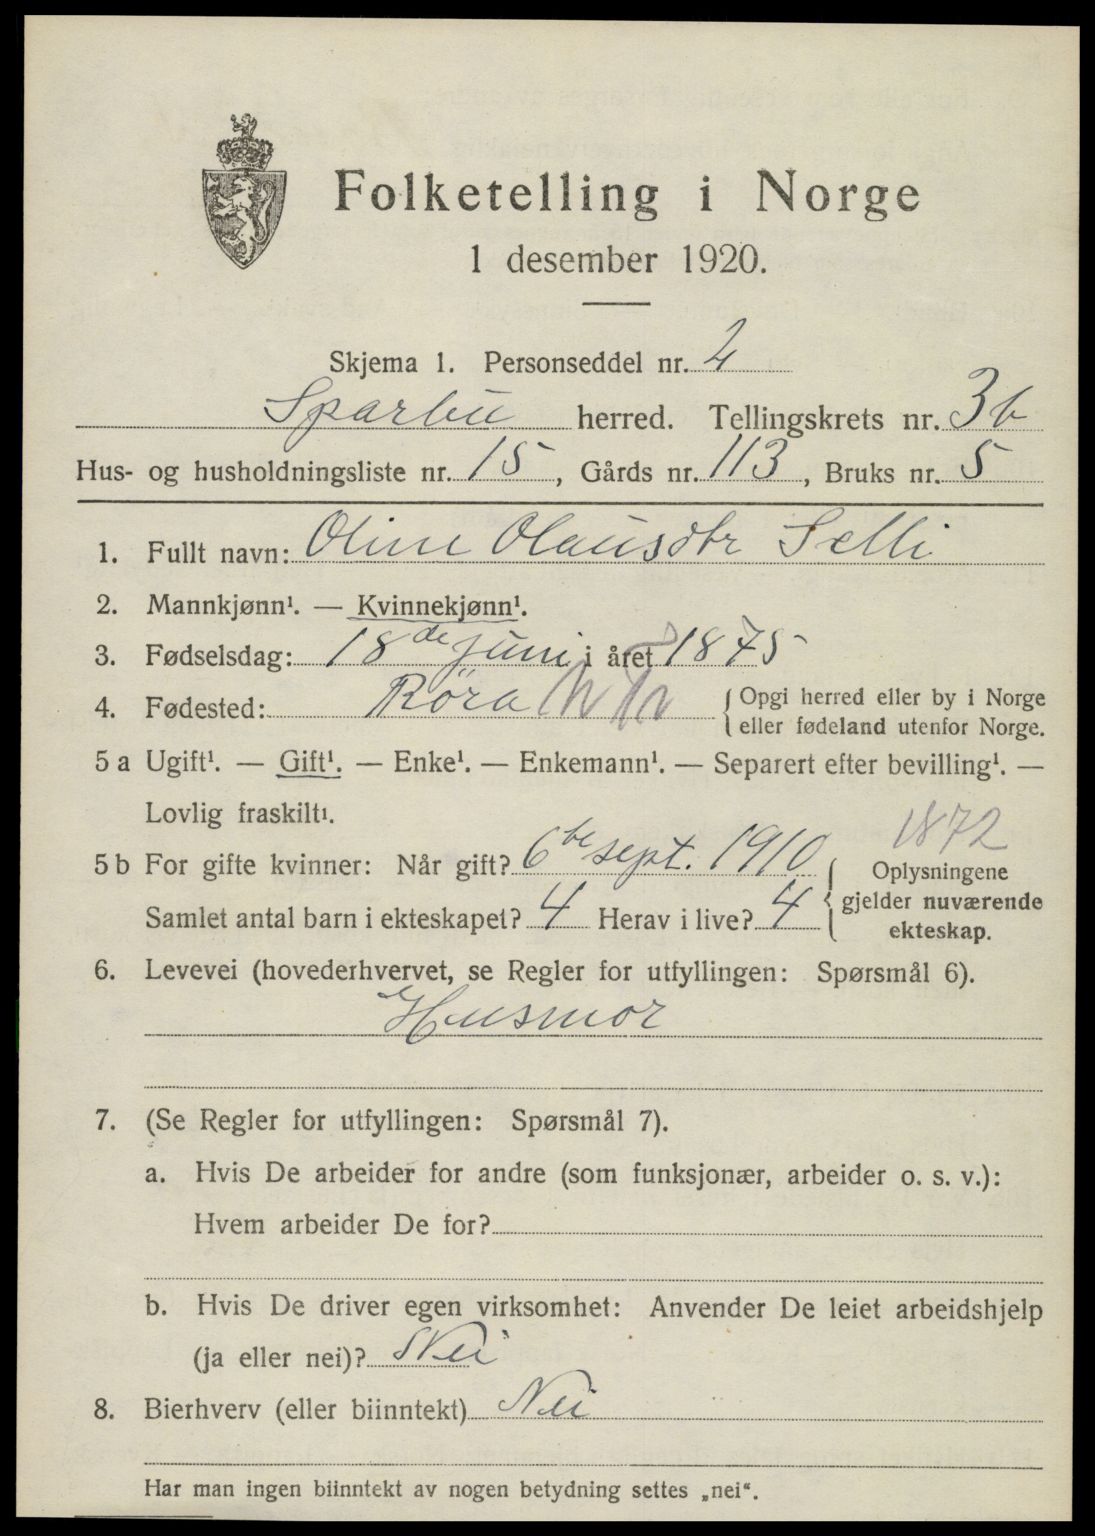 Folketelling i Norge
1 desember 1920.
Skjema 1. Personseddel nr. 2
Sparbu herred. Tellingskrets nr. 3b
Hus- og husholdningsliste nr. 15, Gårds nr. 113, Bruks nr. 5
1. Fullt navn: Oline Olausdtr Selli
2. Mannkjønn¹. — Kvinnekjønn¹.
3. Fødselsdag: 18de juni i året 1875
4. Fødested: Röra {Opgi herred eller by i Norge
eller fødeland utenfor Norge.
5 a Ugift¹. — Gift¹. — Enke¹. — Enkemann¹. — Separert efter bevilling¹. —
Lovlig fraskilt¹.
1872
5 b For gifte kvinner: Når gift? 6te sept. 1910 { Oplysningene
gjelder nuværende
ekteskap.
Samlet antal barn i ekteskapet? 4 Herav i live? 4
6. Levevei (hovederhvervet, se Regler for utfyllingen: Spørsmål 6).
Husmor
7. (Se Regler for utfyllingen: Spørsmål 7).
a. Hvis De arbeider for andre (som funksjonær, arbeider o. s. v.):
Hvem arbeider De for?
b. Hvis De driver egen virksomhet: Anvender De leiet arbeidshjelp
(ja eller nei)? Nei
8. Bierhverv (eller biinntekt) Nei
Har man ingen biinntekt av nogen betydning settes „nei“.